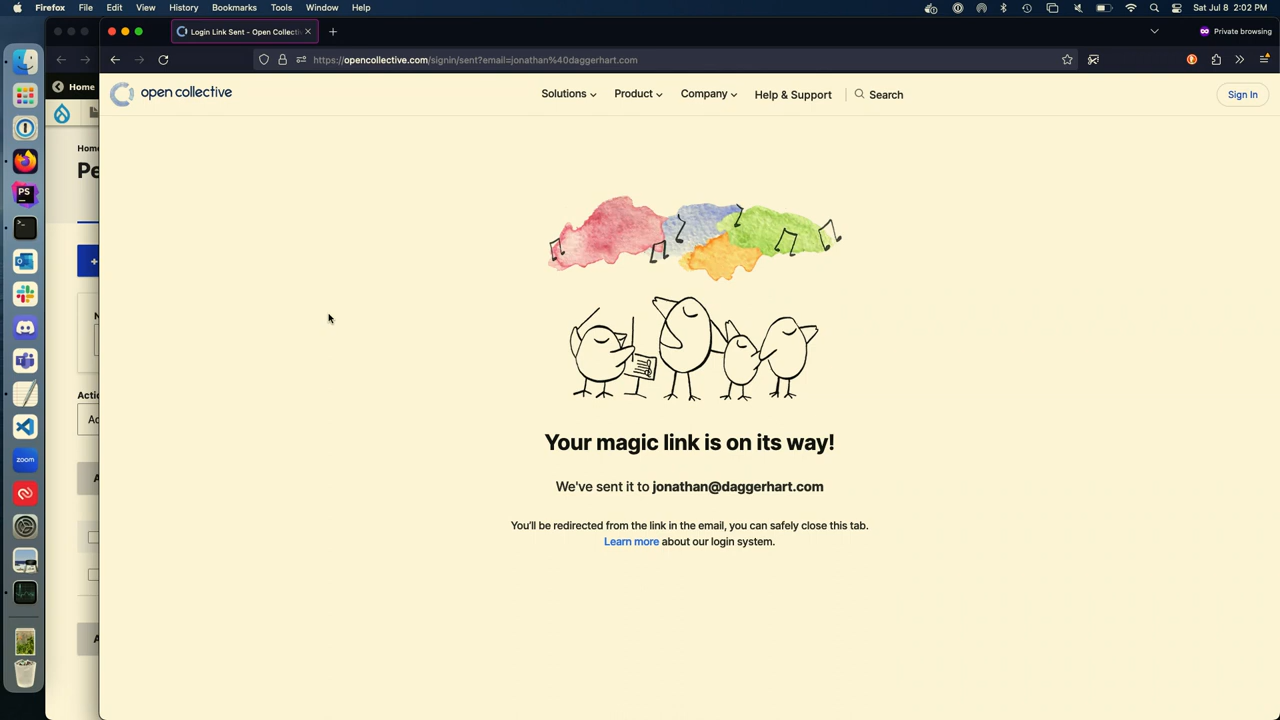 Firefox File Edit View History Bookmarks Tools Window Help
Sat Jul 8 2:02 PM
Login Link Sent - Open Collecti
Private browsing
https://opencollective.com/signin/sent?email=jonathan%40daggerhart.com
Home
open collective
Solutions
Product
Company
Help & Support
Search
Sign In
Home
Pe
+
N
Actio
Ac
A
A
PS
zoom
Your magic link is on its way!
We've sent it to jonathan@daggerhart.com
You'll be redirected from the link in the email, you can safely close this tab.
Learn more about our login system.